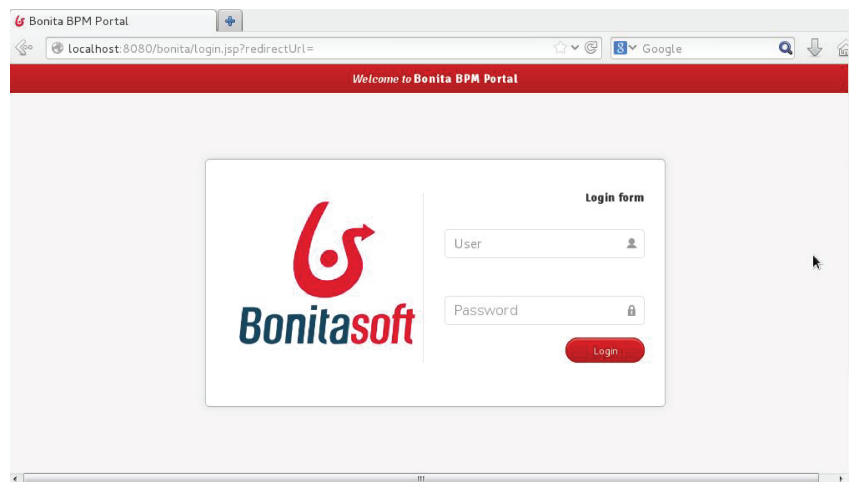 Bonita BPM Portal
localhost:8080/bonita/login.jsp?redirectUrl=
8 Google
Welcome to Bonita BPM Portal
Login form
User
Bonitasoft
Password
Login